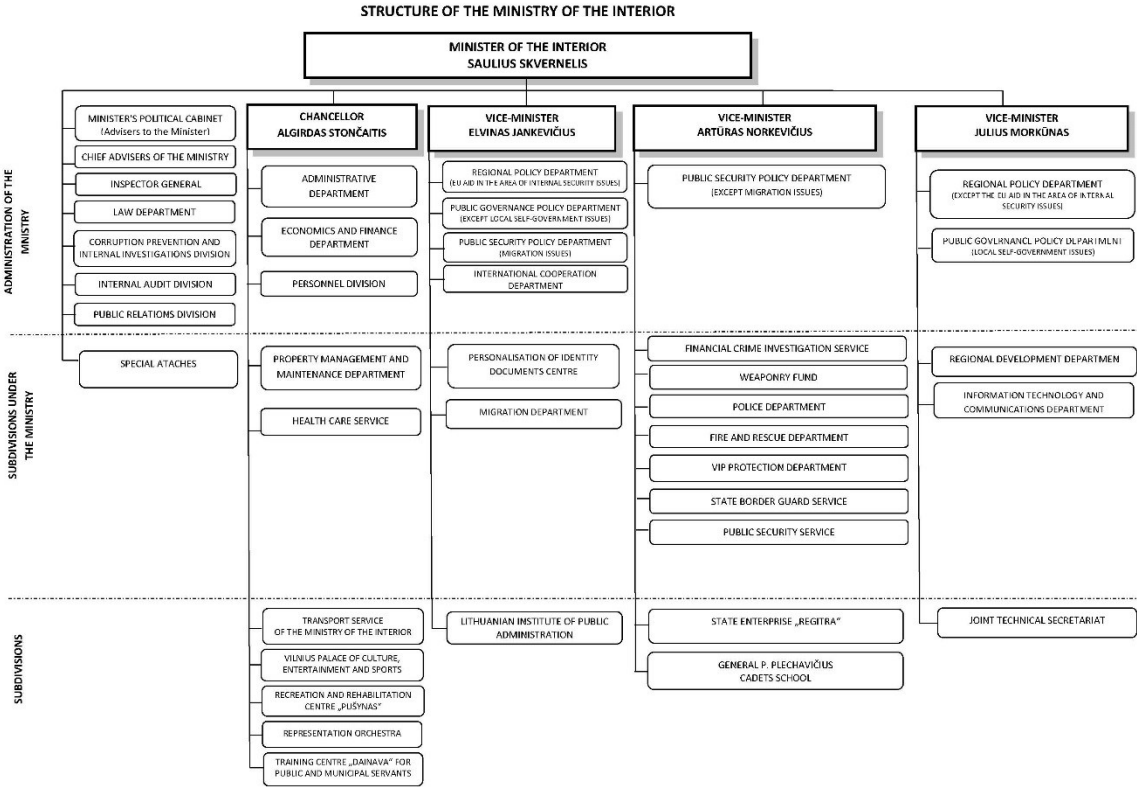 STRUCTURE OF THE MINISTRY OF THE INTERIOR
MINISTER OF THE INTERIOR
SAULIUS SKVERNELIS
ADMINISTRATION OF THE
MNISTRY
MINISTER'S POLITICAL CABINET
(Advisers to the Minister)
CHIEF ADVISERS OF THE MINISTRY
INSPECTOR GENERAL
LAW DEPARTMENT
CORRUPTION PREVENTION AND
INTERNAL INVESTIGATIONS DIVISION
INTERNAL AUDIT DIVISION
PUBLIC RELATIONS DIVISION
CHANCELLOR
ALGIRDAS STONČAITIS
ADMINISTRATIVE
DEPARTMENT
ECONOMICS AND FINANCE
DEPARTMENT
PERSONNEL DIVISION
VICE-MINISTER
ELVINAS JANKEVIČIUS
REGIONAL POLICY DEPARTMENT
(EU AID IN THE AREA OF INTERNAL SECURITY ISSUES)
PUBLIC GOVERNANCE POLICY DEPARTMENT
(EXCEPT LOCAL SELF-GOVERNMENT ISSUES)
PUBLIC SECURITY POLICY DEPARTMENT
(MIGRATION ISSUES)
INTERNATIONAL COOPERATION
DEPARTMENT
VICE-MINISTER
ARTŪRAS NORKEVIČIUS
PUBLIC SECURITY POLICY DEPARTMENT
(EXCEPT MIGRATION ISSUES)
VICE-MINISTER
JULIUS MORKŪNAS
REGIONAL POLICY DEPARTMENT
(EXCEPT THE EU AID IN THE AREA OF INTERNAL
SECURITY ISSUES)
PUBLIC GOVERNANCE POLICY DEPARTMENT
(LOCAL SELF-GOVERNMENT ISSUES)
SUBDIVISIONS UNDER
THE MINISTRY
SPECIAL ATACHES
PROPERTY MANAGEMENT AND
MAINTENANCE DEPARTMENT
HEALTH CARE SERVICE
PERSONALISATION OF IDENTITY
DOCUMENTS CENTRE
MIGRATION DEPARTMENT
FINANCIAL CRIME INVESTIGATION SERVICE
WEAPONRY FUND
POLICE DEPARTMENT
FIRE AND RESCUE DEPARTMENT
VIP PROTECTION DEPARTMENT
STATE BORDER GUARD SERVICE
PUBLIC SECURITY SERVICE
REGIONAL DEVELOPMENT DEPARTMEN
INFORMATION TECHNOLOGY AND
COMMUNICATIONS DEPARTMENT
SUBDIVISIONS
TRANSPORT SERVICE
OF THE MINISTRY OF THE INTERIOR
VILNIUS PALACE OF CULTURE,
ENTERTAINMENT AND SPORTS
RECREATION AND REHABILITATION
CENTRE „PUŠYNAS"
REPRESENTATION ORCHESTRA
TRAINING CENTRE „DAINAVA" FOR
PUBLIC AND MUNICIPAL SERVANTS
LITHUANIAN INSTITUTE OF PUBLIC
ADMINISTRATION
STATE ENTERPRISE „REGITRA"
GENERAL P. PLECHAVIČIUS
CADETS SCHOOL
JOINT TECHNICAL SECRETARIAT